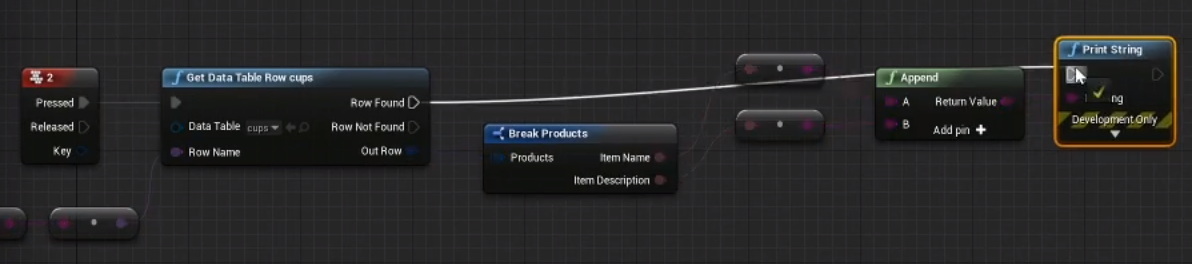 2
Pressed
Released
Key
Get Data Table Row cups
Row Found
Data Table cups
Row Not Found
Row Name
Out Row
Break Products
Products
Item Name
Item Description
Append
A
Return Value
B
Add pin
Print String
ng
Development Only